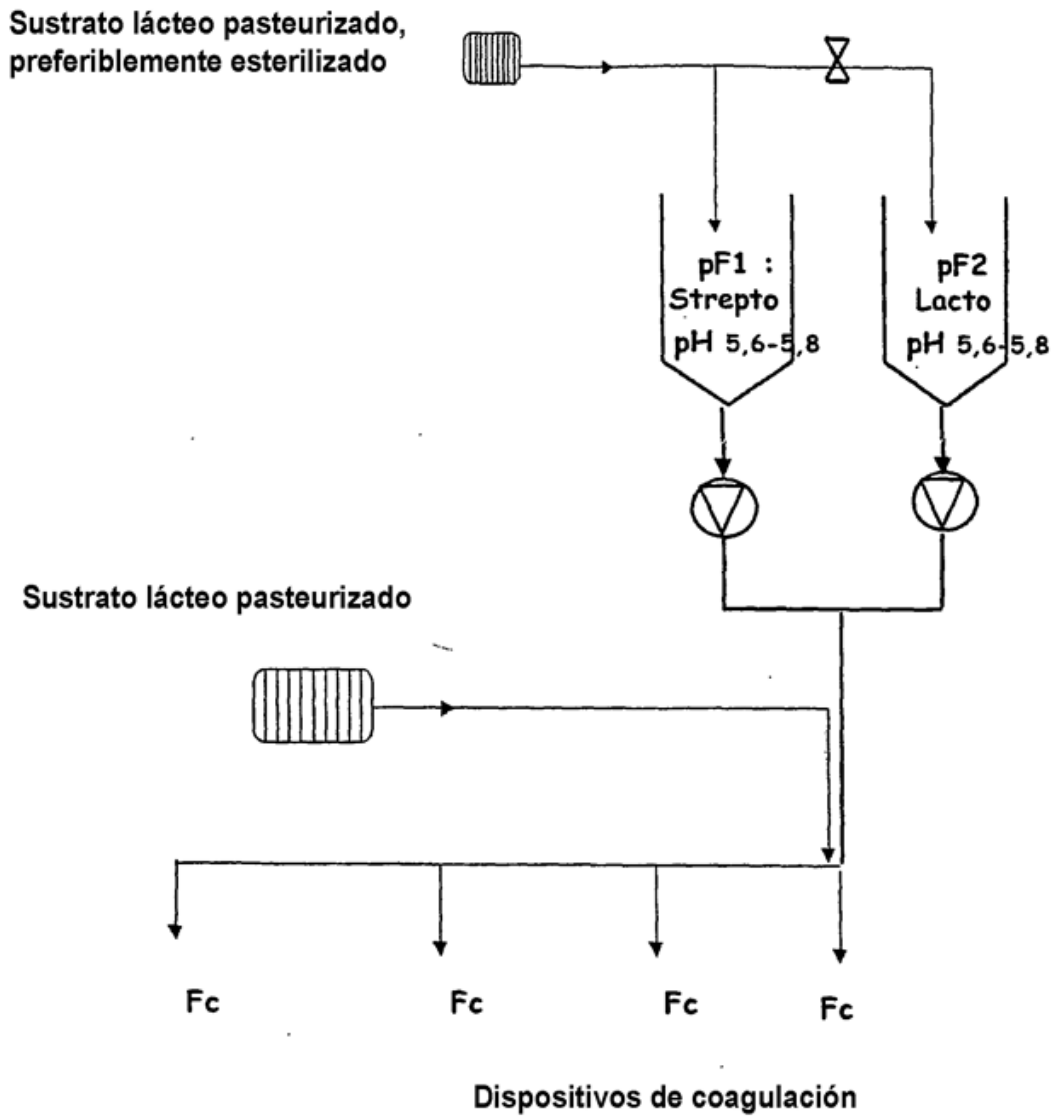 Sustrato lácteo pasteurizado,
preferiblemente esterilizado
pF1 :
Strepto
pH 5,6-5,8
pF2
Lacto
pH 5,6-5,8
Sustrato lácteo pasteurizado
Fc
Fc
Fc
Fc
Dispositivos de coagulación